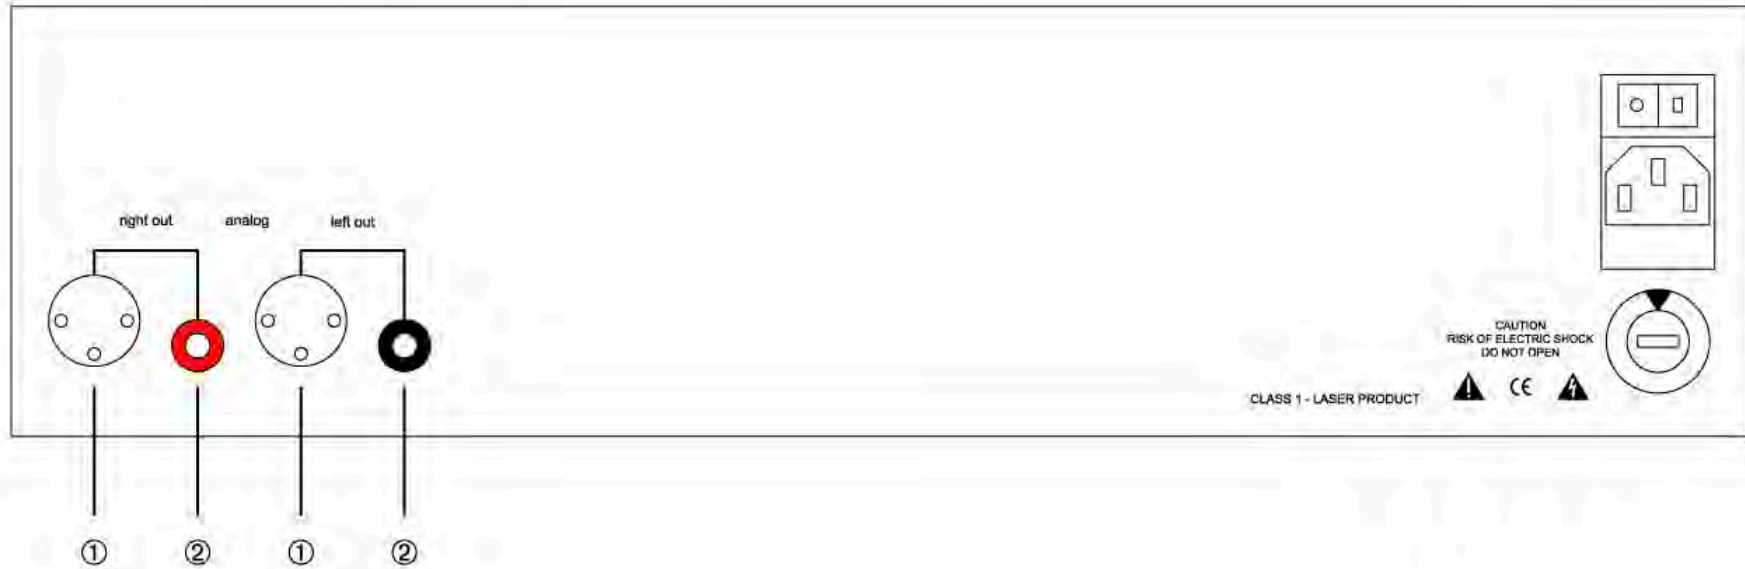 right out analog left out
CAUTION
RISK OF ELECTRIC SHOCK
DO NOT OPEN
CLASS 1 - LASER PRODUCT
CE
① ② ① ②